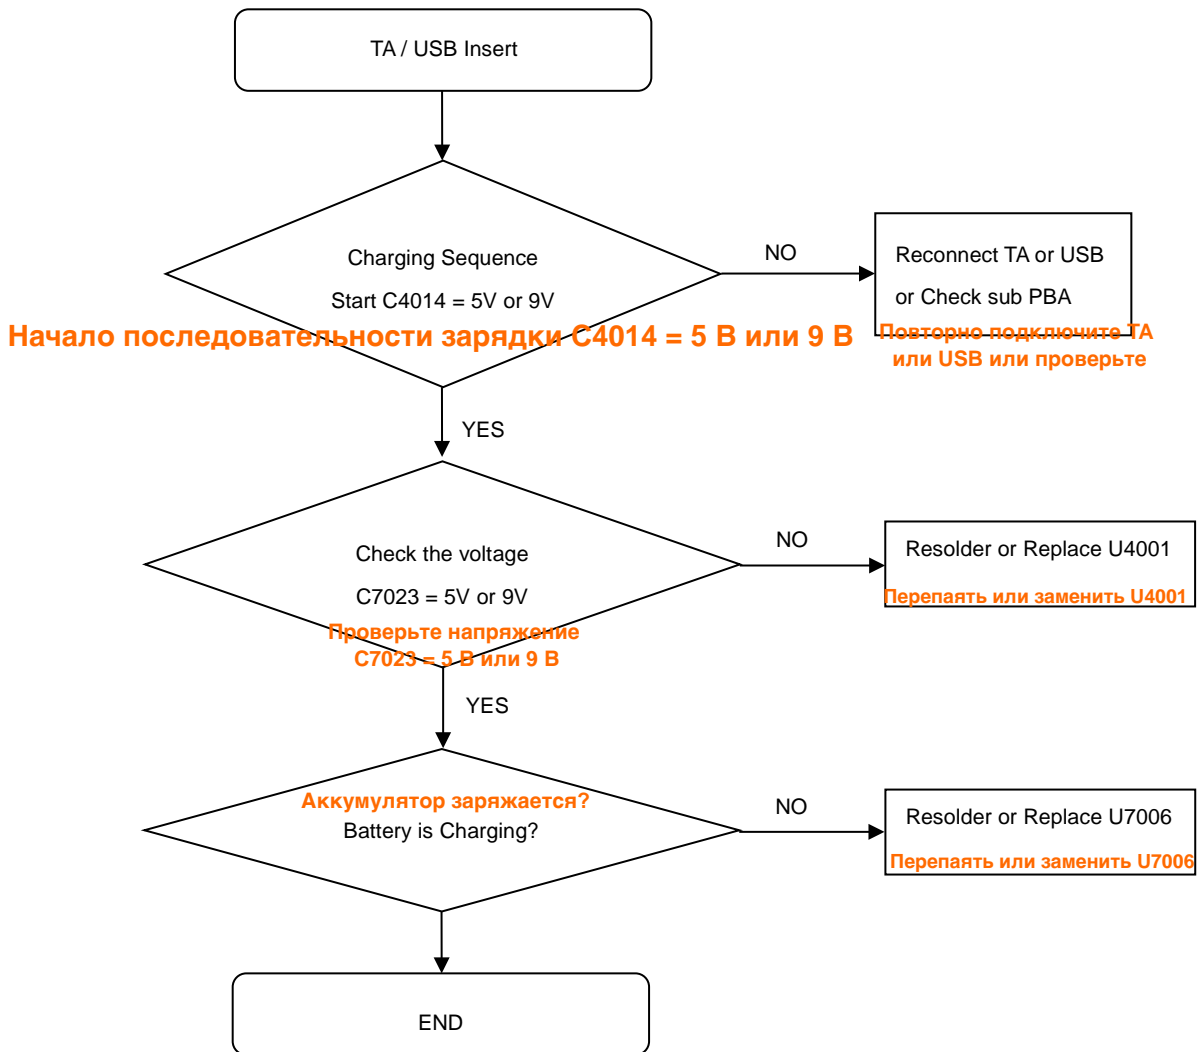 TA / USB Insert
Charging Sequence
Start C4014 = 5V or 9V
Начало последовательности зарядки C4014 = 5 В или 9 В
NO
Reconnect TA or USB
or Check sub PBA
Повторно подключите TA
или USB или проверьте
YES
Check the voltage
C7023 = 5V or 9V
Проверьте напряжение
C7023 = 5 В или 9 В
NO
Resolder or Replace U4001
Перепаять или заменить U4001
YES
Аккумулятор заряжается?
Battery is Charging?
NO
Resolder or Replace U7006
Перепаять или заменить U7006
END